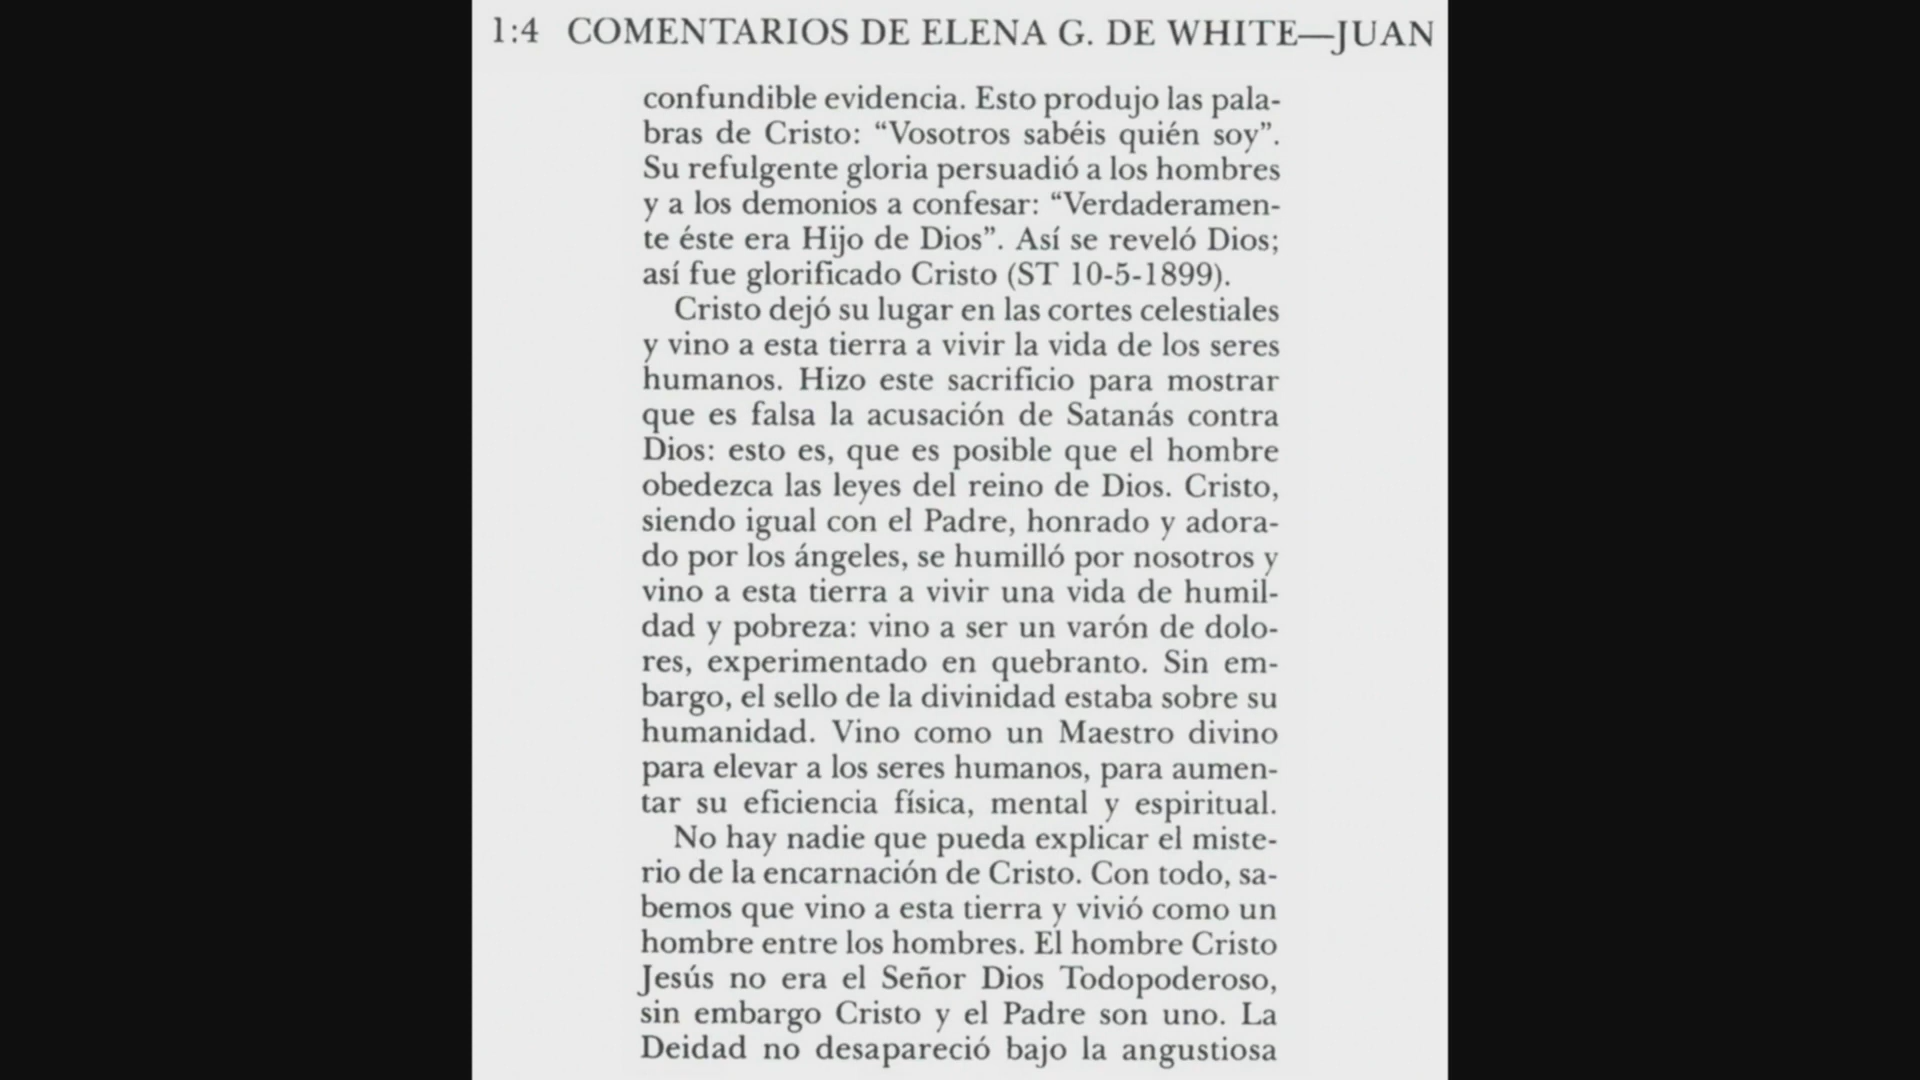 1:4 COMENTARIOS DE ELENA G. DE WHITE—JUAN
confundible evidencia. Esto produjo las pala-
bras de Cristo: “Vosotros sabéis quién soy”.
Su refulgente gloria persuadió a los hombres
y a los demonios a confesar: “Verdaderamen-
te éste era Hijo de Dios”. Así se reveló Dios;
así fue glorificado Cristo (ST 10-5-1899).
Cristo dejó su lugar en las cortes celestiales
y vino a esta tierra a vivir la vida de los seres
humanos. Hizo este sacrificio para mostrar
que es falsa la acusación de Satanás contra
Dios: esto es, que es posible que el hombre
obedezca las leyes del reino de Dios. Cristo,
siendo igual con el Padre, honrado y adora-
do por los ángeles, se humilló por nosotros y
vino a esta tierra a vivir una vida de humil-
dad y pobreza: vino a ser un varón de dolo-
res, experimentado en quebranto. Sin em-
bargo, el sello de la divinidad estaba sobre su
humanidad. Vino como un Maestro divino
para elevar a los seres humanos, para aumen-
tar su eficiencia física, mental y espiritual.
No hay nadie que pueda explicar el miste-
rio de la encarnación de Cristo. Con todo, sa-
bemos que vino a esta tierra y vivió como un
hombre entre los hombres. El hombre Cristo
Jesús no era el Señor Dios Todopoderoso,
sin embargo Cristo y el Padre son uno. La
Deidad no desapareció bajo la angustiosa